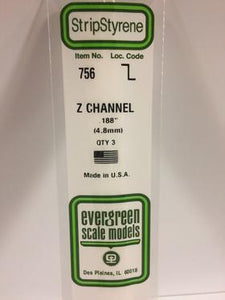 StripStyrene
Item No. Loc. Code
756
Z CHANNEL
.188"
(4.8mm)
QTY 3
Made in U.S.A.
evergreen
scale models
Des Plaines, IL 60018